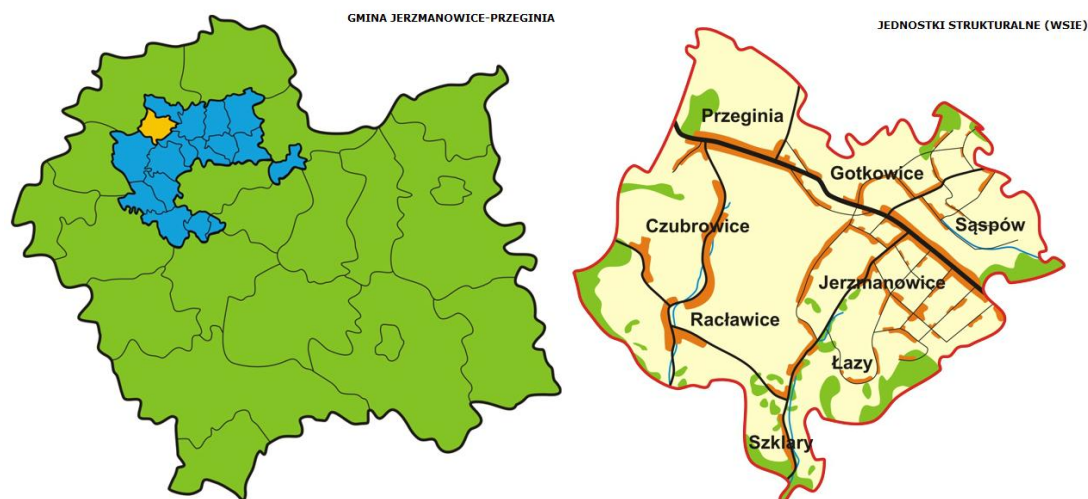 GMINA JERZMANOWICE-PRZEGINIA
JEDNOSTKI STRUKTURALNE (WSIE)
Przeginia
Gotkowice
Czubrowice
Sąspów
Jerzmanowice
Racławice
Łazy
Szklary